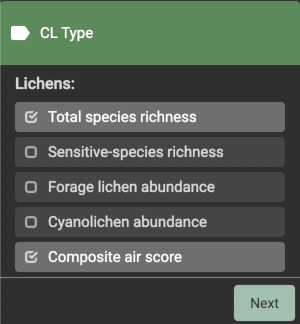 CL Type
Lichens:
Total species richness
Sensitive-species richness
Forage lichen abundance
Cyanolichen abundance
Composite air score
Next